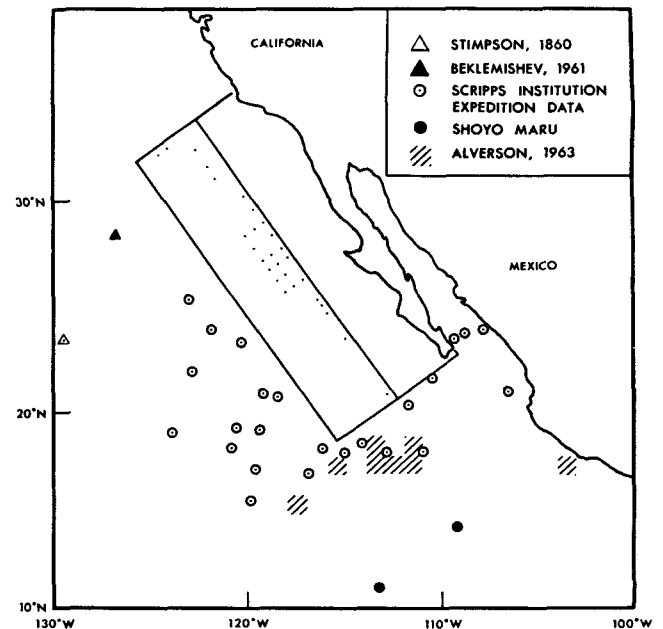 CALIFORNIA
STIMPSON, 1860
BEKLEMISHEV, 1961
SCRIPPS INSTITUTION
EXPEDITION DATA
SHOYO MARU
ALVERSON, 1963
30°N
MEXICO
20°N
10°N
130°W
120°W
110°W
100°W